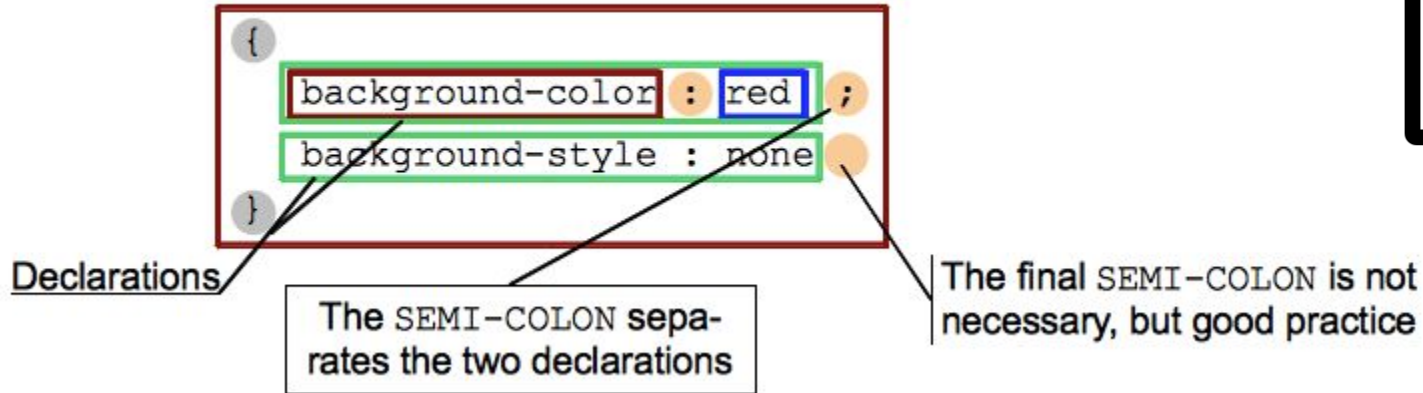 {
background-color : red ;
background-style : none
}
Declarations
The SEMI-COLON sepa-
rates the two declarations
The final SEMI-COLON is not
necessary, but good practice